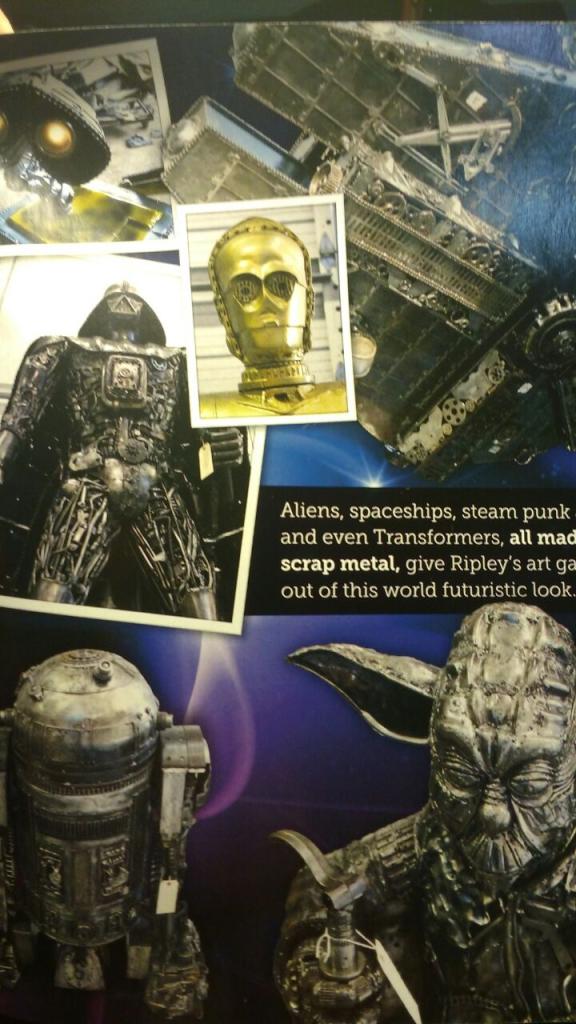 Aliens, spaceships, steam punk
and even Transformers, all mad
scrap metal, give Ripley's art ga
out of this world futuristic look.